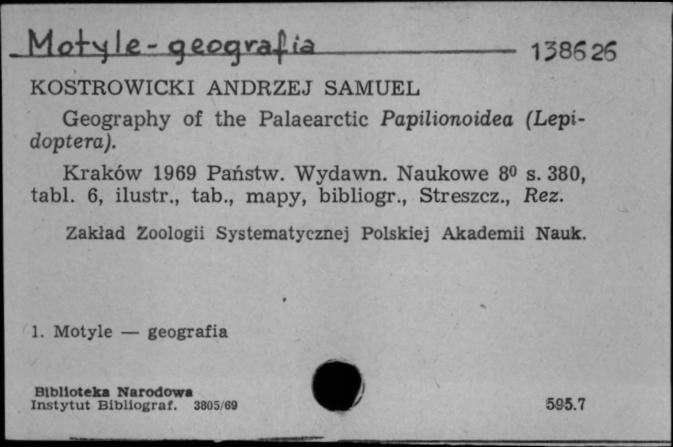 Motyle - geografia 138626
KOSTROWICKI ANDRZEJ SAMUEL
Geography of the Palaearctic Papilionoidea (Lepi-
doptera).
Kraków 1969 Państw. Wydawn. Naukowe 8⁰ s. 380,
tabl. 6, ilustr., tab., mapy, bibliogr., Streszcz., Rez.
Zakład Zoologii Systematycznej Polskiej Akademii Nauk.
1. Motyle — geografia
Biblioteka Narodowa
Instytut Bibliograf. 3805/69 595.7